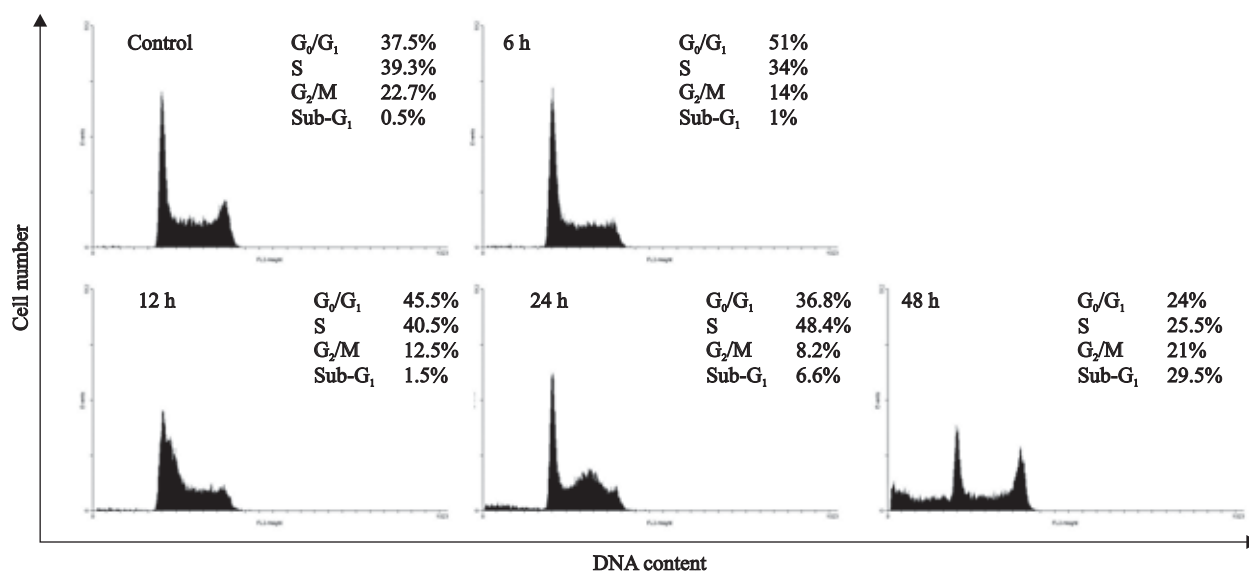 Control
G₀/G₁ 37.5%
S 39.3%
G₂/M 22.7%
Sub-G₁ 0.5%
6 h
G₀/G₁ 51%
S 34%
G₂/M 14%
Sub-G₁ 1%
12 h
G₀/G₁ 45.5%
S 40.5%
G₂/M 12.5%
Sub-G₁ 1.5%
24 h
G₀/G₁ 36.8%
S 48.4%
G₂/M 8.2%
Sub-G₁ 6.6%
48 h
G₀/G₁ 24%
S 25.5%
G₂/M 21%
Sub-G₁ 29.5%
Cell number
DNA content